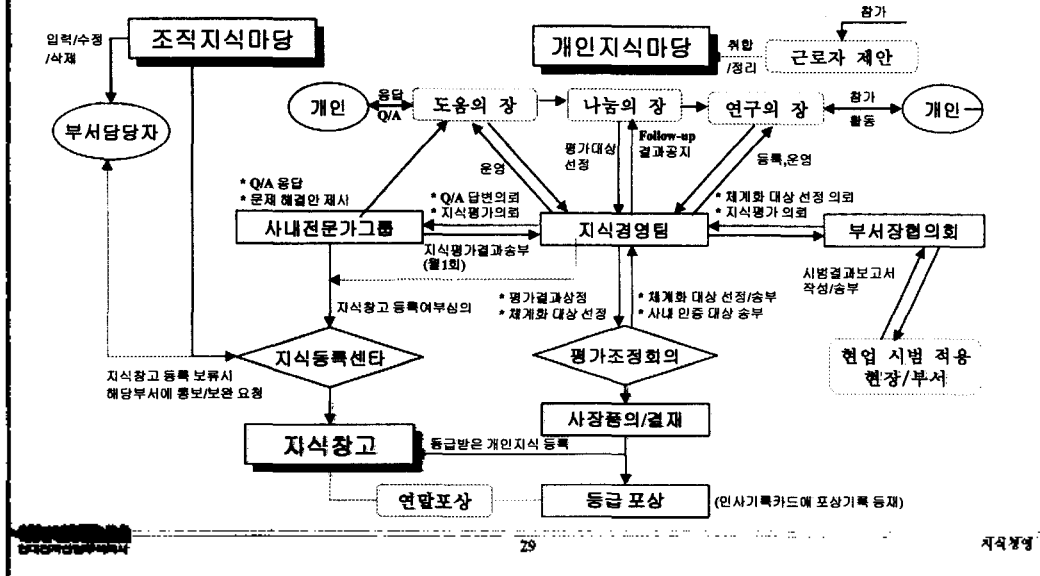 참가
입력/수정
/삭제
조직지식마당
개인지식마당
취합
/정리
근로자 제안
부서담당자
개인
응답
Q/A
도움의 장
나눔의 장
연구의 장
참가
활동
개인
운영
평가대상
선정
Follow-up
결과공지
등록,운영
* Q/A 응답
* 문제 해결안 제시
* Q/A 답변의뢰
* 지식평가의뢰
* 체계화 대상 선정 의뢰
* 지식평가 의뢰
사내전문가그룹
지식경영팀
부서장협의회
지식평가결과송부
(월1회)
시범결과보고서
작성/송부
지식창고 등록여부심의
* 평가결과상정
* 체계화 대상 선정
* 체계화 대상 선정/송부
* 사내 인증 대상 송부
지식등록센타
평가조정회의
현업 시범 적용
현장/부서
지식창고 등록 보류시
해당부서에 통보/보완 요청
사장품의/결재
지식창고
등급받은 개인지식 등록
연말포상
등급 포상
(인사기록카드에 포상기록 등재)
29
지식경영